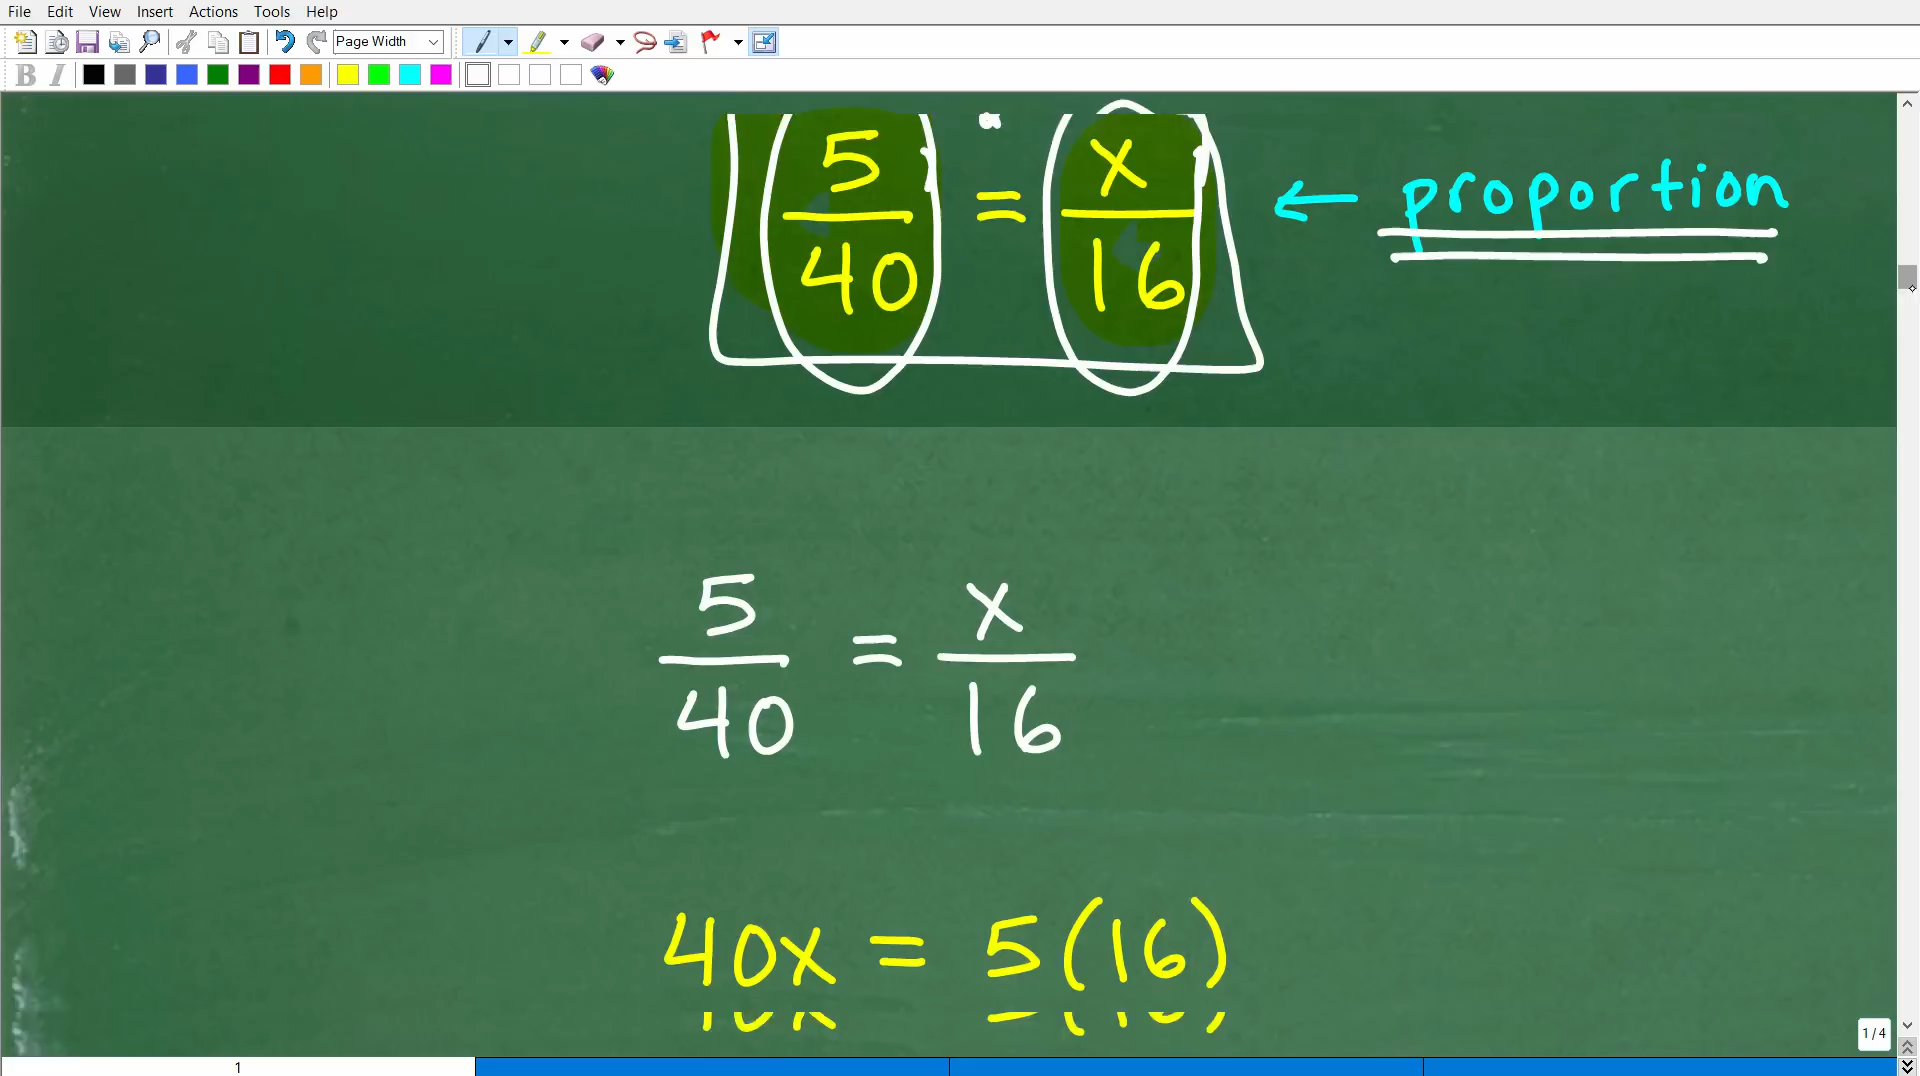 File Edit View Insert Actions Tools Help
Page Width
B I
5/40 = x/16 ← proportion
5/40 = x/16
40x = 5(16)
1 / 4
1